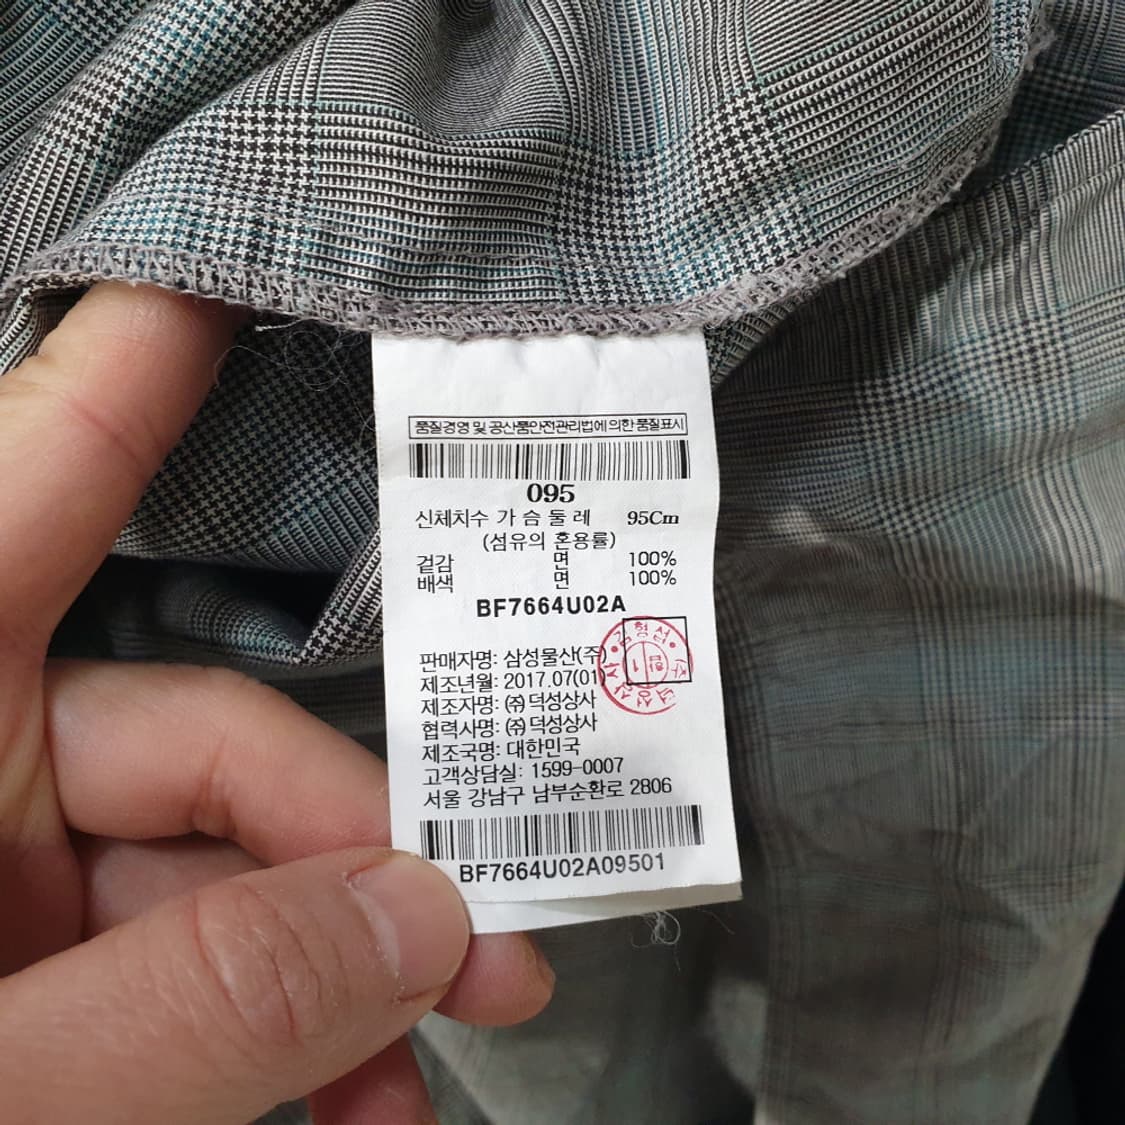 품질경영 및 공산품안전관리법에 의한 품질표시
095
신체치수 가 슴 둘 레 95Cm
(섬유의 혼용률)
겉감 면 100%
배색 면 100%
BF7664U02A
판매자명: 삼성물산(주)
제조년월: 2017.07(01)
제조자명: ㈜덕성상사
협력사명: ㈜덕성상사
제조국명: 대한민국
고객상담실: 1599-0007
서울 강남구 남부순환로 2806
BF7664U02A09501